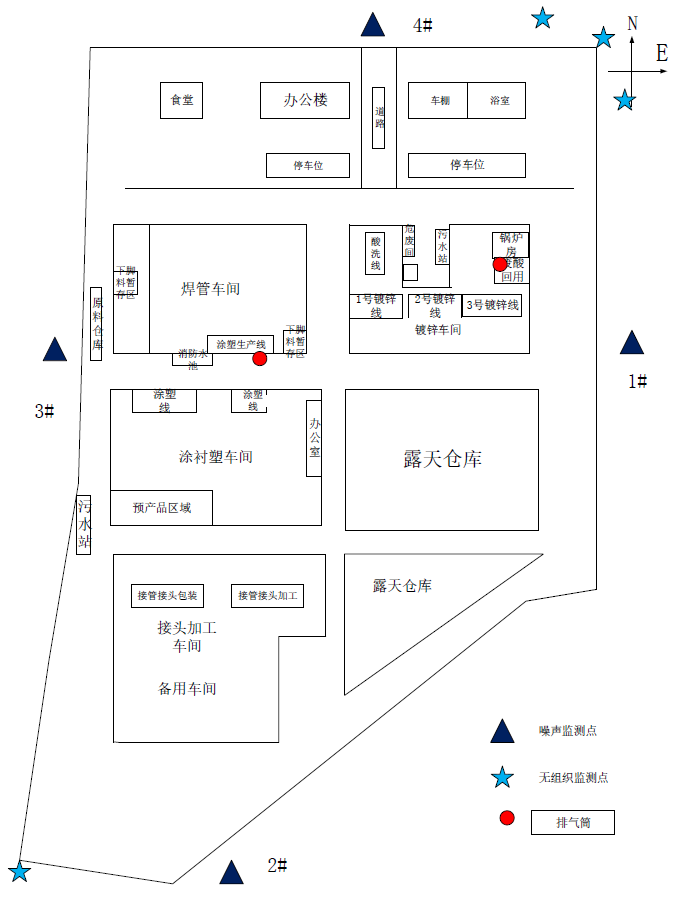 4#
N
E
食堂
办公楼
道路
车棚
浴室
停车位
停车位
下脚
料暂
存区
焊管车间
原料仓库
涂塑生产线
消防水
池
下脚
料暂
存区
酸洗线
危废间
污水站
锅炉
房
废酸
回用
1号镀锌
线
2号镀锌
线
3号镀锌线
镀锌车间
3#
1#
涂塑
线
涂塑
线
办公室
涂衬塑车间
预产品区域
露天仓库
污水站
接管接头包装
接管接头加工
接头加工
车间
备用车间
露天仓库
噪声监测点
无组织监测点
排气筒
2#